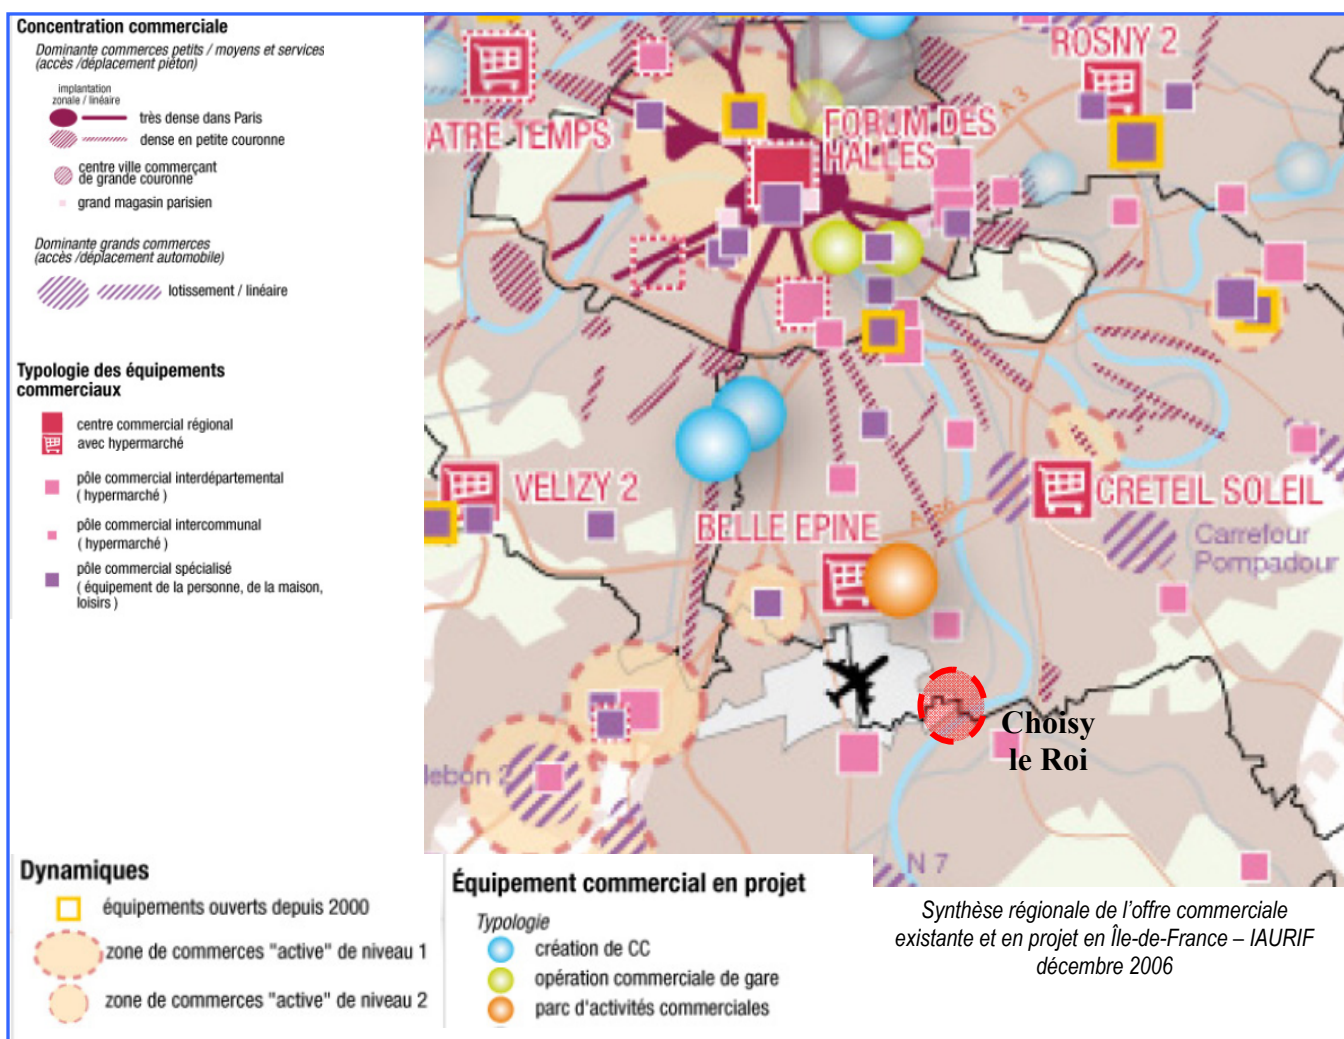 Concentration commerciale
Dominante commerces petits / moyens et services
(accès /déplacement piéton)
implantation
zonale / linéaire
très dense dans Paris
dense en petite couronne
centre ville commerçant
de grande couronne
grand magasin parisien
Dominante grands commerces
(accès /déplacement automobile)
lotissement / linéaire
Typologie des équipements
commerciaux
centre commercial régional
avec hypermarché
pôle commercial interdépartemental
( hypermarché )
pôle commercial intercommunal
( hypermarché )
pôle commercial spécialisé
( équipement de la personne, de la maison,
loisirs )
ROSNY 2
A 3
ATRE TEMPS
FORUM DES
HALLES
VELIZY 2
BELLE EPINE
CRETEIL SOLEIL
Carrefour
Pompadour
Choisy
le Roi
lebon 2
N 7
Dynamiques
équipements ouverts depuis 2000
zone de commerces "active" de niveau 1
zone de commerces "active" de niveau 2
Équipement commercial en projet
Typologie
création de CC
opération commerciale de gare
parc d'activités commerciales
Synthèse régionale de l'offre commerciale
existante et en projet en Île-de-France – IAURIF
décembre 2006